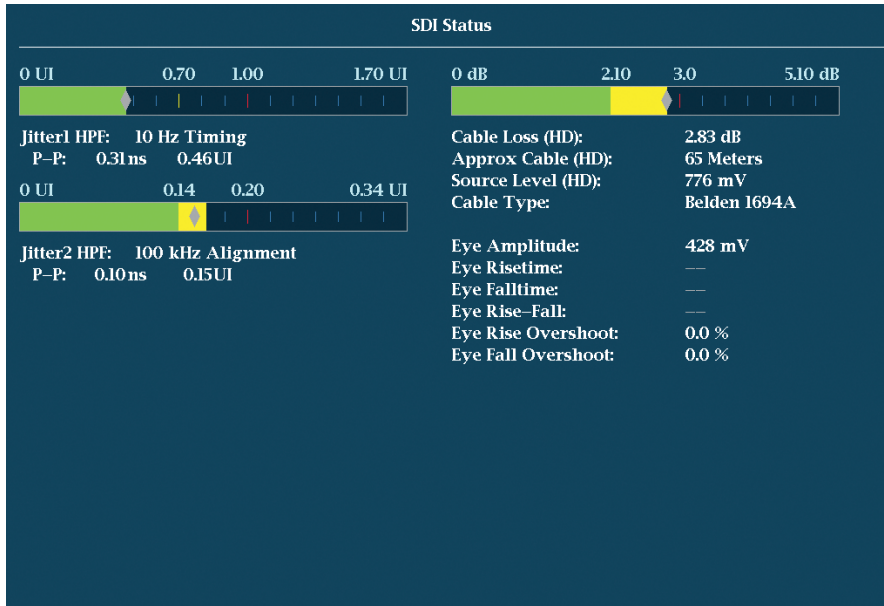 SDI Status
0 UI 0.70 1.00 1.70 UI
Jitter1 HPF: 10 Hz Timing
P–P: 0.31 ns 0.46 UI
0 UI 0.14 0.20 0.34 UI
Jitter2 HPF: 100 kHz Alignment
P–P: 0.10 ns 0.15 UI
0 dB 2.10 3.0 5.10 dB
Cable Loss (HD): 2.83 dB
Approx Cable (HD): 65 Meters
Source Level (HD): 776 mV
Cable Type: Belden 1694A
Eye Amplitude: 428 mV
Eye Risetime: ––
Eye Falltime: ––
Eye Rise–Fall: ––
Eye Rise Overshoot: 0.0 %
Eye Fall Overshoot: 0.0 %